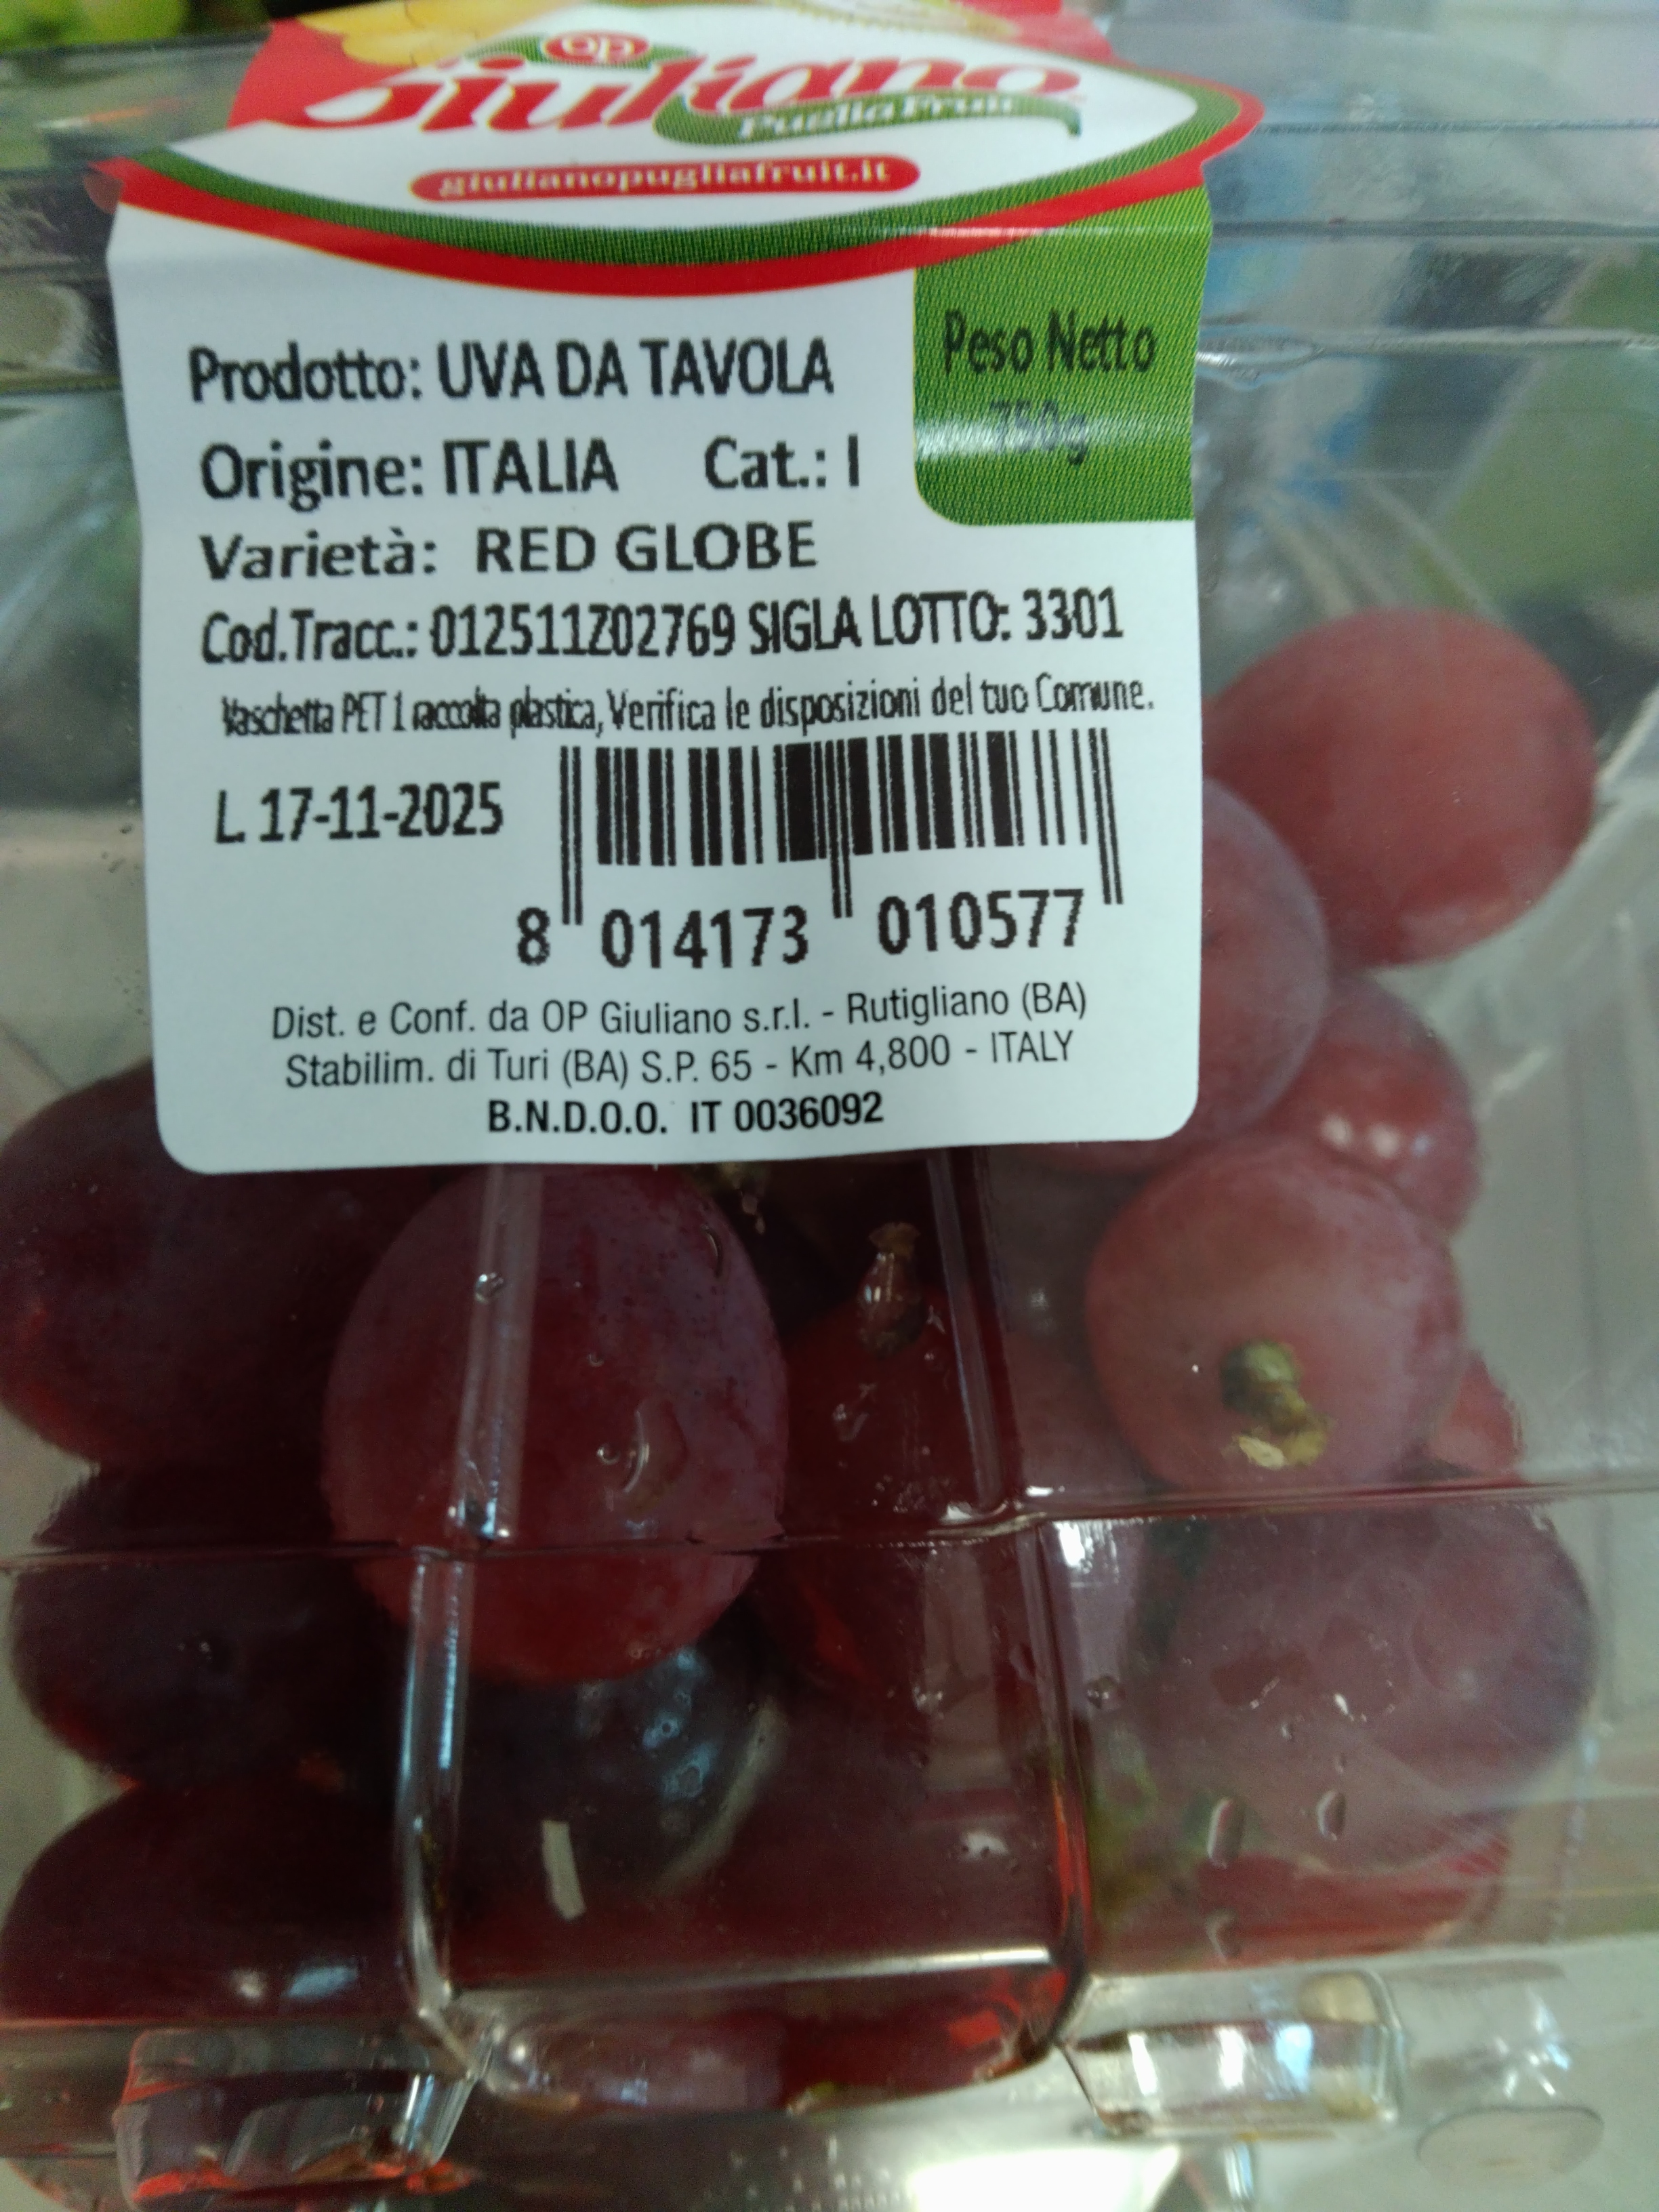 OP
Giuliano
Puglia Fruit
giulianopugliafruit.it
Peso Netto
750g
Prodotto: UVA DA TAVOLA
Origine: ITALIA Cat.: I
Varietà: RED GLOBE
Cod.Tracc.: 012511Z02769 SIGLA LOTTO: 3301
Vaschetta PET 1 raccolta plastica, Verifica le disposizioni del tuo Comune.
L 17-11-2025
8 014173 010577
Dist. e Conf. da OP Giuliano s.r.l. - Rutigliano (BA)
Stabilim. di Turi (BA) S.P. 65 - Km 4,800 - ITALY
B.N.D.O.O. IT 0036092